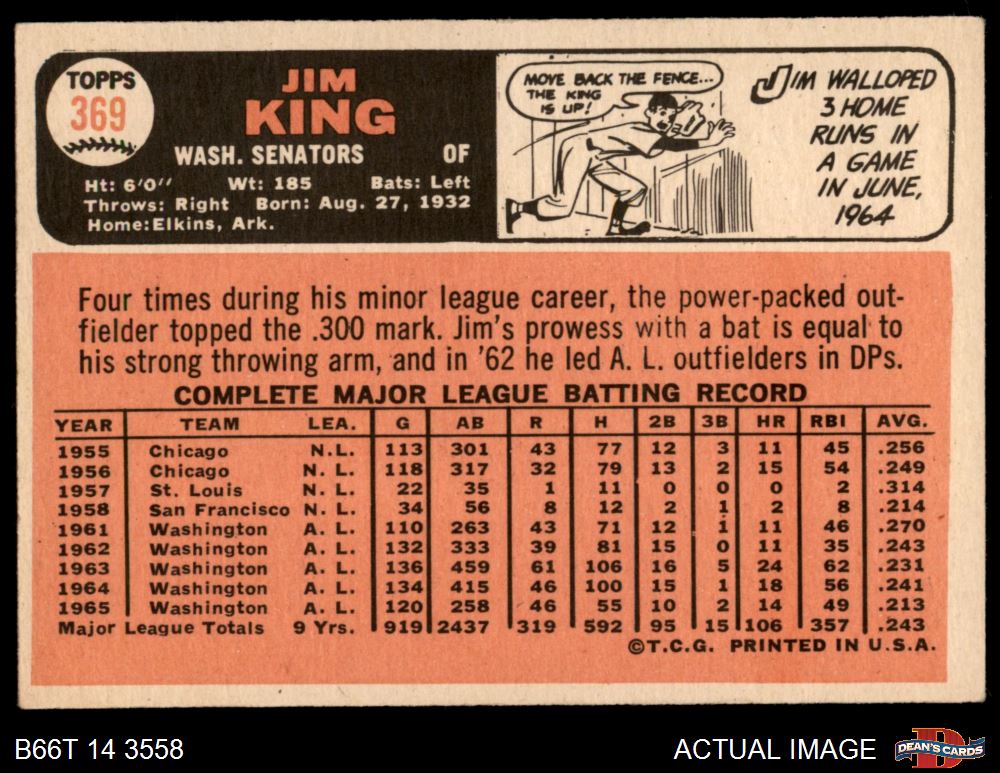 TOPPS
369
JIM
KING
WASH. SENATORS OF
Ht: 6'0" Wt: 185 Bats: Left
Throws: Right Born: Aug. 27, 1932
Home: Elkins, Ark.
MOVE BACK THE FENCE...
THE KING
IS UP!
JIM WALLOPED
3 HOME
RUNS IN
A GAME
IN JUNE,
1964
Four times during his minor league career, the power-packed out-
fielder topped the .300 mark. Jim's prowess with a bat is equal to
his strong throwing arm, and in '62 he led A. L. outfielders in DPs.
COMPLETE MAJOR LEAGUE BATTING RECORD
YEAR TEAM LEA. G AB R H 2B 3B HR RBI AVG.
1955 Chicago N.L. 113 301 43 77 12 3 11 45 .256
1956 Chicago N. L. 118 317 32 79 13 2 15 54 .249
1957 St. Louis N. L. 22 35 1 11 0 0 0 2 .314
1958 San Francisco N. L. 34 56 8 12 2 1 2 8 .214
1961 Washington A. L. 110 263 43 71 12 1 11 46 .270
1962 Washington A. L. 132 333 39 81 15 0 11 35 .243
1963 Washington A. L. 136 459 61 106 16 5 24 62 .231
1964 Washington A. L. 134 415 46 100 15 1 18 56 .241
1965 Washington A. L. 120 258 46 55 10 2 14 49 .213
Major League Totals 9 Yrs. 919 2437 319 592 95 15 106 357 .243
©T.C.G. PRINTED IN U.S.A.
B66T 14 3558
ACTUAL IMAGE
D
DEAN'S CARDS